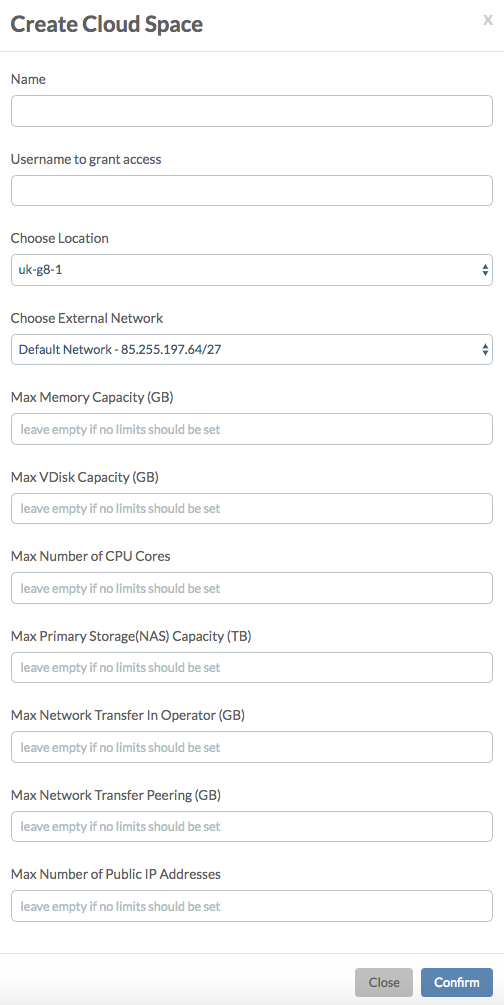 Create Cloud Space
x
Name
Username to grant access
Choose Location
uk-g8-1
Choose External Network
Default Network - 85.255.197.64/27
Max Memory Capacity (GB)
leave empty if no limits should be set
Max VDisk Capacity (GB)
leave empty if no limits should be set
Max Number of CPU Cores
leave empty if no limits should be set
Max Primary Storage(NAS) Capacity (TB)
leave empty if no limits should be set
Max Network Transfer In Operator (GB)
leave empty if no limits should be set
Max Network Transfer Peering (GB)
leave empty if no limits should be set
Max Number of Public IP Addresses
leave empty if no limits should be set
Close
Confirm